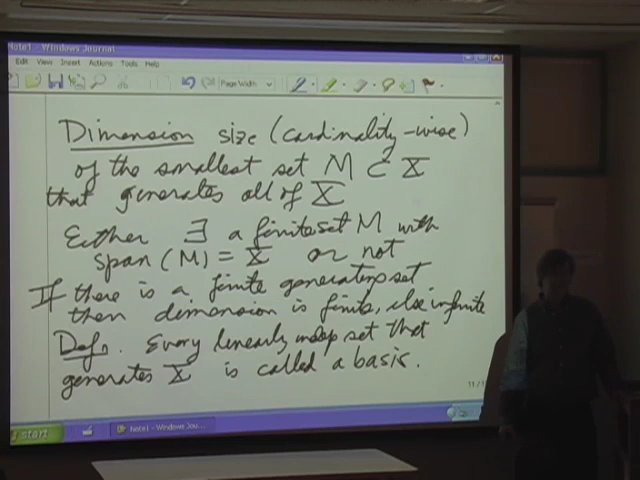 Note1 - Windows Journal
Edit View Insert Actions Tools Help
Page Width
Dimension size (cardinality-wise)
of the smallest set M ⊂ X
that generates all of X
Either ∃ a finite set M with
span (M) = X or not
If there is a finite generating set
then dimension is finite, else infinite
Defn. Every linearly indep set that
generates X is called a basis.
start
Note1 - Windows Jou...